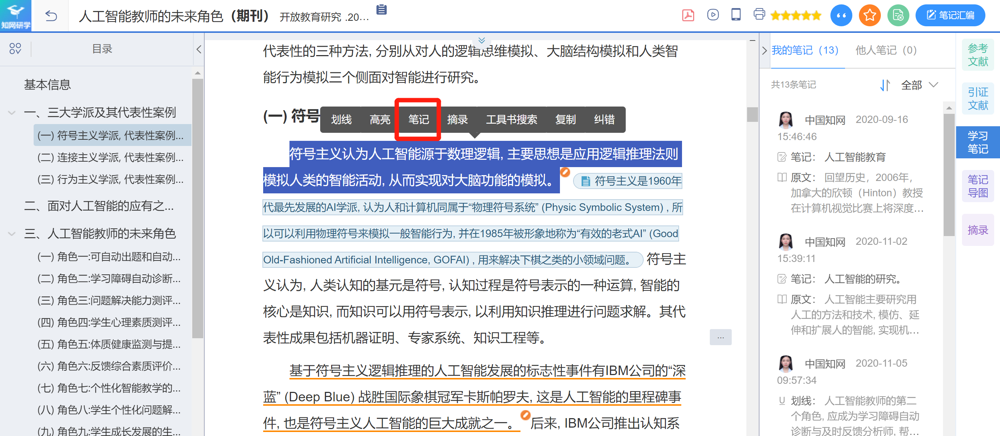 知网研学
人工智能教师的未来角色（期刊） 开放教育研究 .20...
笔记汇编
目录
基本信息
一、三大学派及其代表性案例
(一) 符号主义学派, 代表性案例...
(二) 连接主义学派, 代表性案例...
(三) 行为主义学派, 代表性案例...
二、面对人工智能的应有之...
三、人工智能教师的未来角色
(一) 角色一:可自动出题和自动...
(二) 角色二:学习障碍自动诊断...
(三) 角色三:问题解决能力测评...
(四) 角色四:学生心理素质测评...
(五) 角色五:体质健康监测与提...
(六) 角色六:反馈综合素质评价...
(七) 角色七:个性化智能教学的...
(八) 角色八:学生个性化问题解...
(九) 角色九:学生成长发展的生...
代表性的三种方法, 分别从对人的逻辑思维模拟、大脑结构模拟和人类智
能行为模拟三个侧面对智能进行研究。
(一) 符号
划线 高亮 笔记 摘录 工具书搜索 复制 纠错
符号主义认为人工智能源于数理逻辑, 主要思想是应用逻辑推理法则
模拟人类的智能活动, 从而实现对大脑功能的模拟。 符号主义是1960年
代最先发展的AI学派, 认为人和计算机同属于“物理符号系统” (Physic Symbolic System) , 所
以可以利用物理符号来模拟一般智能行为, 并在1985年被形象地称为“有效的老式AI” (Good
Old-Fashioned Artificial Intelligence, GOFAI) , 用来解决下棋之类的小领域问题。 符号主
义认为, 人类认知的基元是符号, 认知过程是符号表示的一种运算, 智能的
核心是知识, 而知识可以用符号表示, 以利用知识推理进行问题求解。其代
表性成果包括机器证明、专家系统、知识工程等。
...
基于符号主义逻辑推理的人工智能发展的标志性事件有IBM公司的“深
蓝” (Deep Blue) 战胜国际象棋冠军卡斯帕罗夫, 这是人工智能的里程碑事
件, 也是符号主义人工智能的巨大成就之一。 后来, IBM公司推出认知系
我的笔记（13） 他人笔记（0）
共13条笔记 全部
中国知网 2020-09-16
15:46:46
笔记： 人工智能教育
原文： 回望历史，2006年，
加拿大的欣顿（Hinton）教授
在计算机视觉比赛上将深度...
中国知网 2020-11-02
15:39:11
笔记： 人工智能的研究。
原文： 人工智能主要研究用
人工的方法和技术, 模仿、延
伸和扩展人的智能, 实现机...
中国知网 2020-11-05
09:57:34
划线： 人工智能教师的第二
个角色, 应成为学习障碍自动
诊断与及时反馈分析师, 帮...
参考
文献
引证
文献
学习
笔记
笔记
导图
摘录